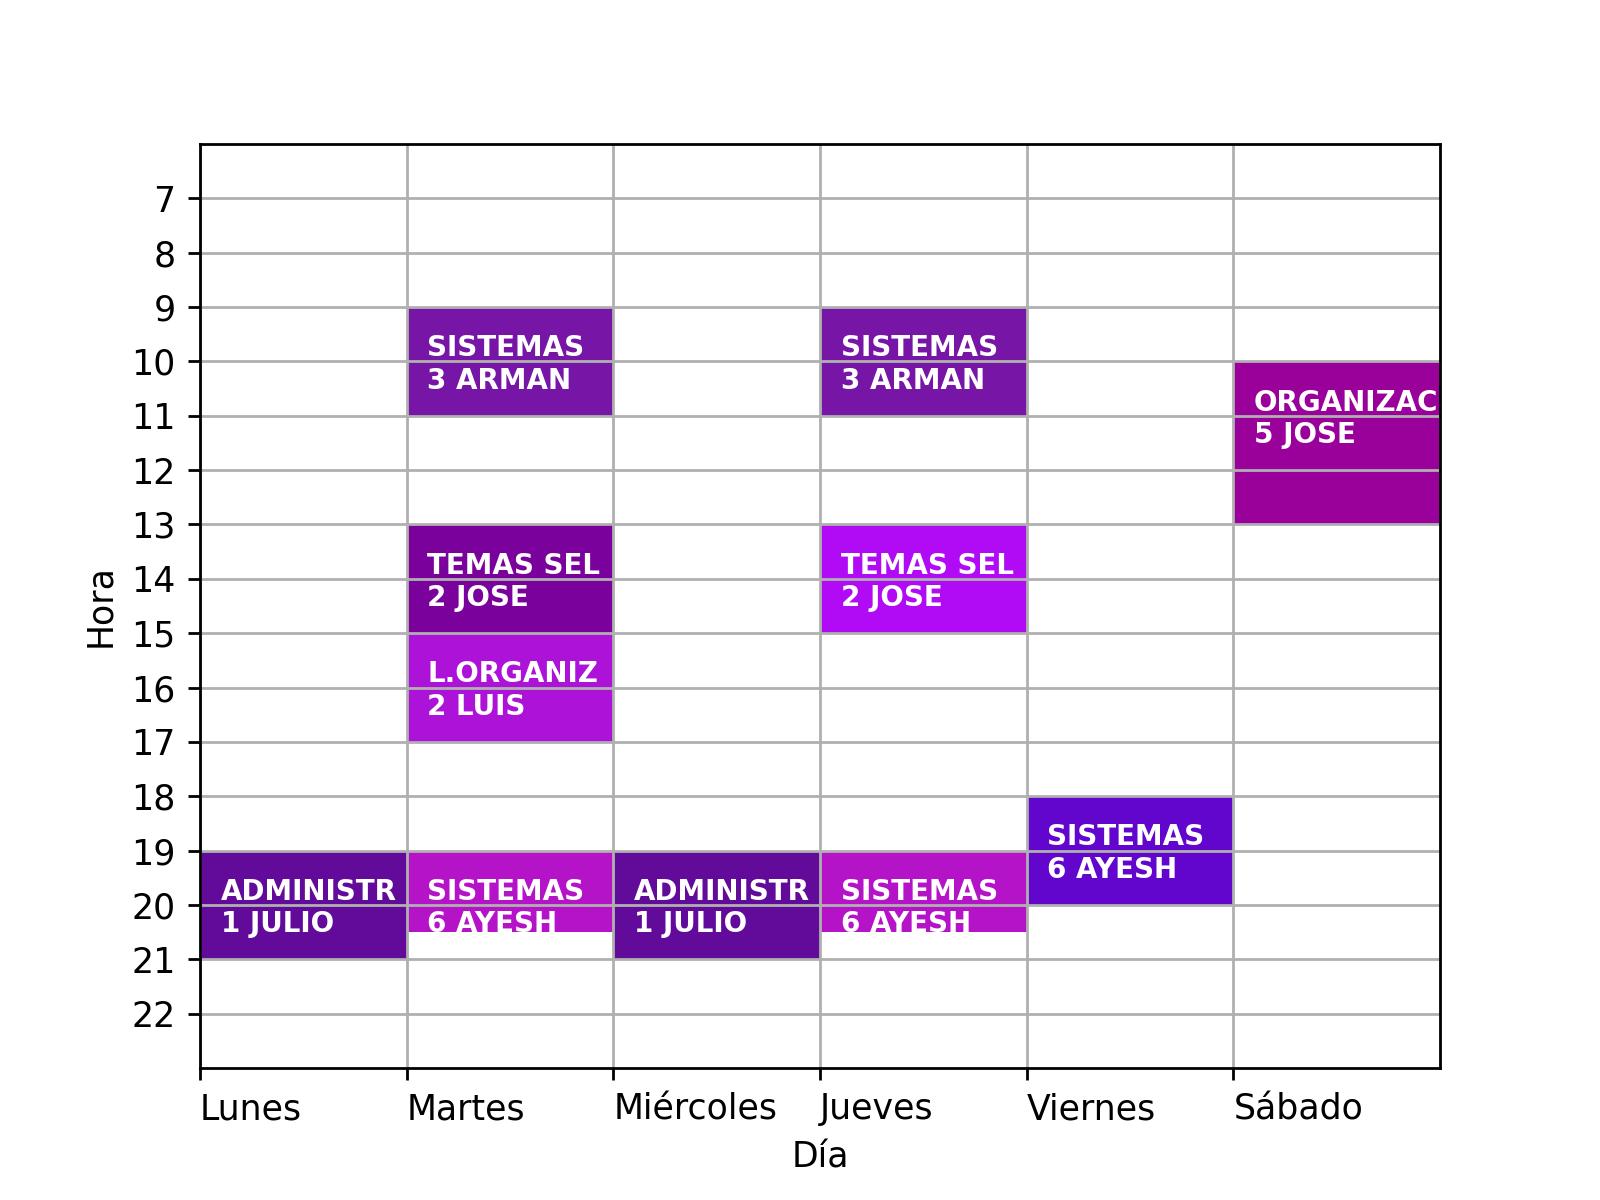 7
8
9
SISTEMAS
3 ARMAN
SISTEMAS
3 ARMAN
10
ORGANIZAC
5 JOSE
11
12
13
TEMAS SEL
2 JOSE
TEMAS SEL
2 JOSE
14
Hora
15
L.ORGANIZ
2 LUIS
16
17
18
SISTEMAS
6 AYESH
19
ADMINISTR
1 JULIO
SISTEMAS
6 AYESH
ADMINISTR
1 JULIO
SISTEMAS
6 AYESH
20
21
22
Lunes Martes Miércoles Jueves Viernes Sábado
Día